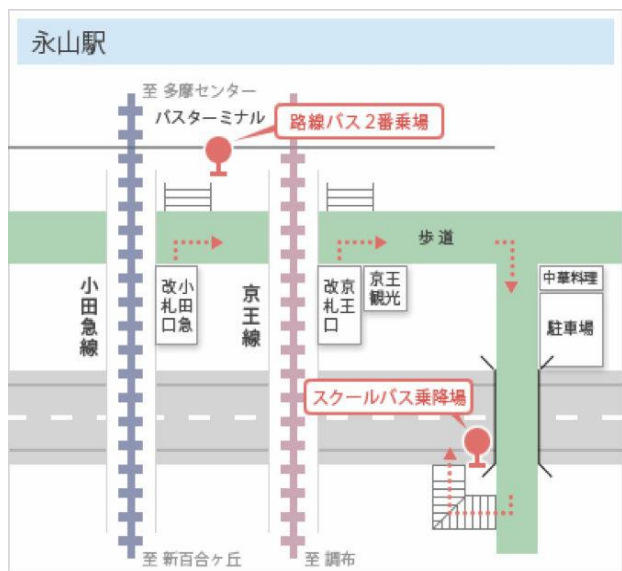 永山駅
至 多摩センター
バスターミナル
路線バス2番乗場
歩道
小田急線
小田急
改札口
京王線
京王
改札口
京王
観光
中華料理
駐車場
スクールバス乗降場
至 新百合ヶ丘
至 調布